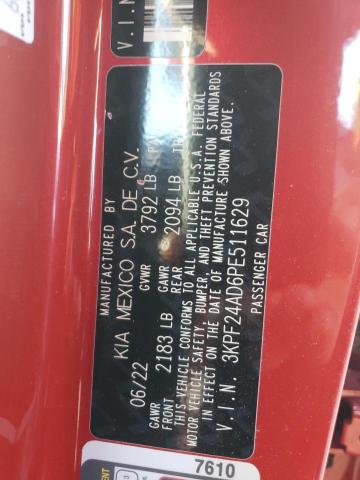 MANUFACTURED BY
KIA MEXICO S.A. DE C.V.
06/22 GVWR 3792 LB
GAWR FRONT 2183 LB GAWR REAR 2094 LB
THIS VEHICLE CONFORMS TO ALL APPLICABLE U.S.A. FEDERAL
MOTOR VEHICLE SAFETY, BUMPER, AND THEFT PREVENTION STANDARDS
IN EFFECT ON THE DATE OF MANUFACTURE SHOWN ABOVE.
V.I.N. 3KPF24AD6PE511629
PASSENGER CAR
V.I.N
7610